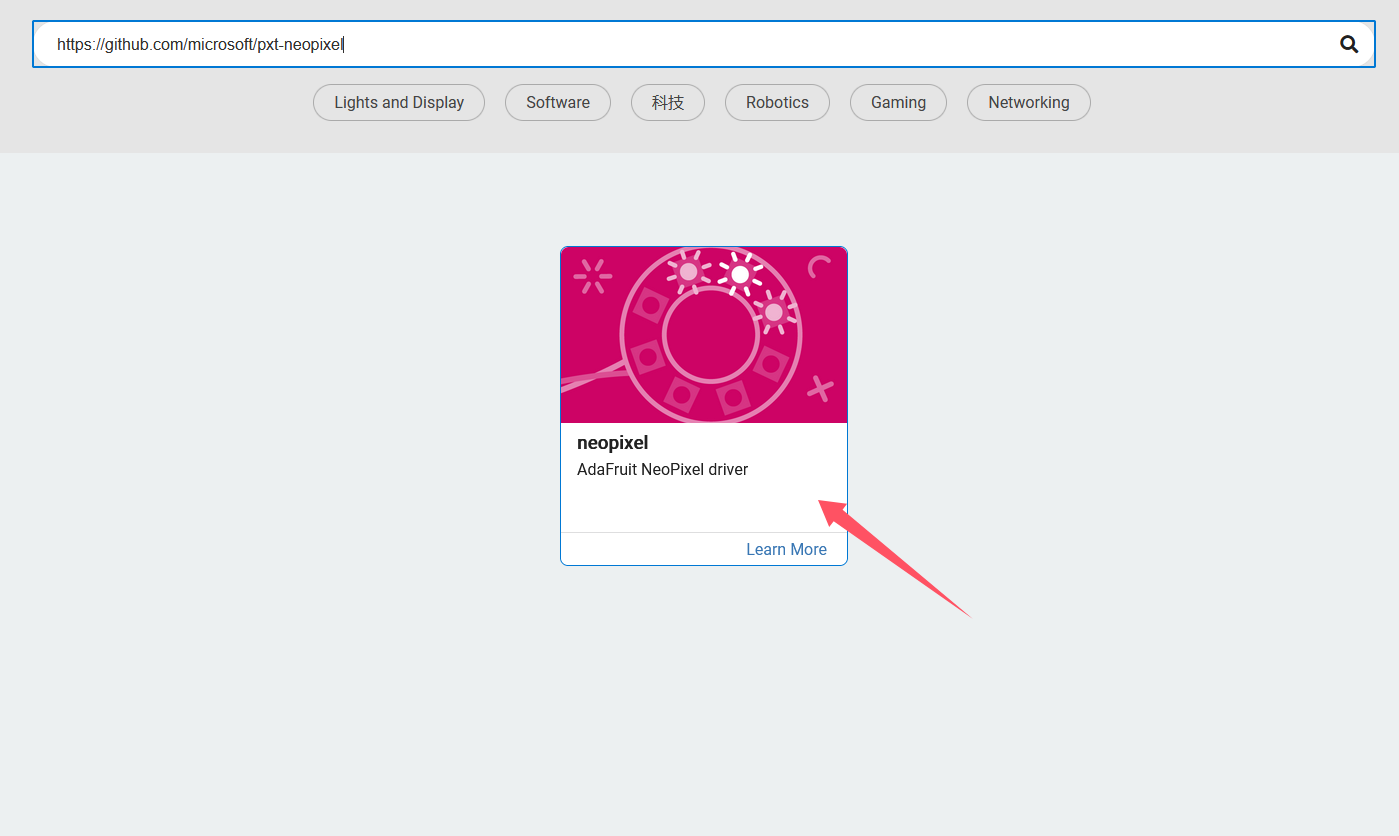 https://github.com/microsoft/pxt-neopixel
Lights and Display
Software
科技
Robotics
Gaming
Networking
neopixel
AdaFruit NeoPixel driver
Learn More